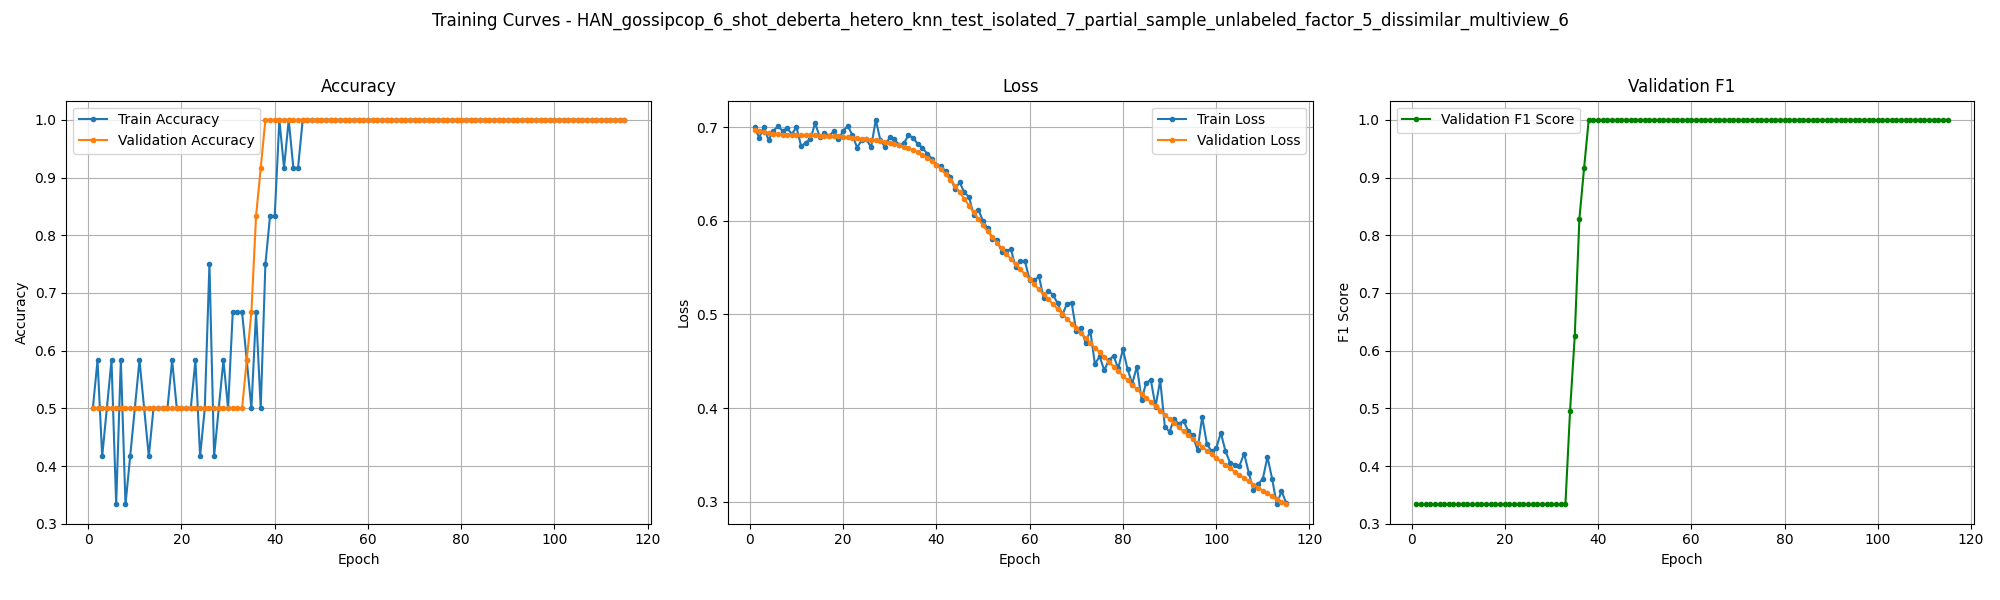 Training Curves - HAN_gossipcop_6_shot_deberta_hetero_knn_test_isolated_7_partial_sample_unlabeled_factor_5_dissimilar_multiview_6
Accuracy
Train Accuracy
Validation Accuracy
1.0
0.9
0.8
0.7
0.6
0.5
0.4
0.3
Accuracy
0 20 40 60 80 100 120
Epoch
Loss
Train Loss
Validation Loss
0.7
0.6
0.5
0.4
0.3
Loss
0 20 40 60 80 100 120
Epoch
Validation F1
Validation F1 Score
1.0
0.9
0.8
0.7
0.6
0.5
0.4
0.3
F1 Score
0 20 40 60 80 100 120
Epoch